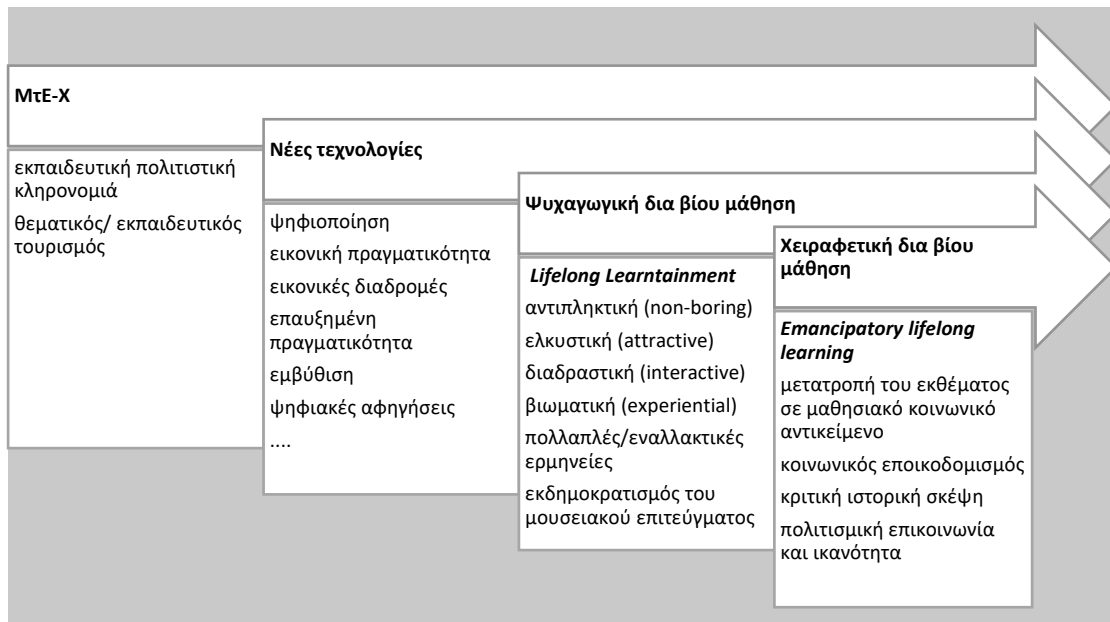 ΜτΕ-Χ
εκπαιδευτική πολιτιστική
κληρονομιά
θεματικός/ εκπαιδευτικός
τουρισμός
Νέες τεχνολογίες
ψηφιοποίηση
εικονική πραγματικότητα
εικονικές διαδρομές
επαυξημένη
πραγματικότητα
εμβύθιση
ψηφιακές αφηγήσεις
....
Ψυχαγωγική δια βίου μάθηση
Lifelong Learntainment
αντιπληκτική (non-boring)
ελκυστική (attractive)
διαδραστική (interactive)
βιωματική (experiential)
πολλαπλές/εναλλακτικές
ερμηνείες
εκδημοκρατισμός του
μουσειακού επιτεύγματος
Χειραφετική δια βίου
μάθηση
Emancipatory lifelong
learning
μετατροπή του εκθέματος
σε μαθησιακό κοινωνικό
αντικείμενο
κοινωνικός εποικοδομισμός
κριτική ιστορική σκέψη
πολιτισμική επικοινωνία
και ικανότητα